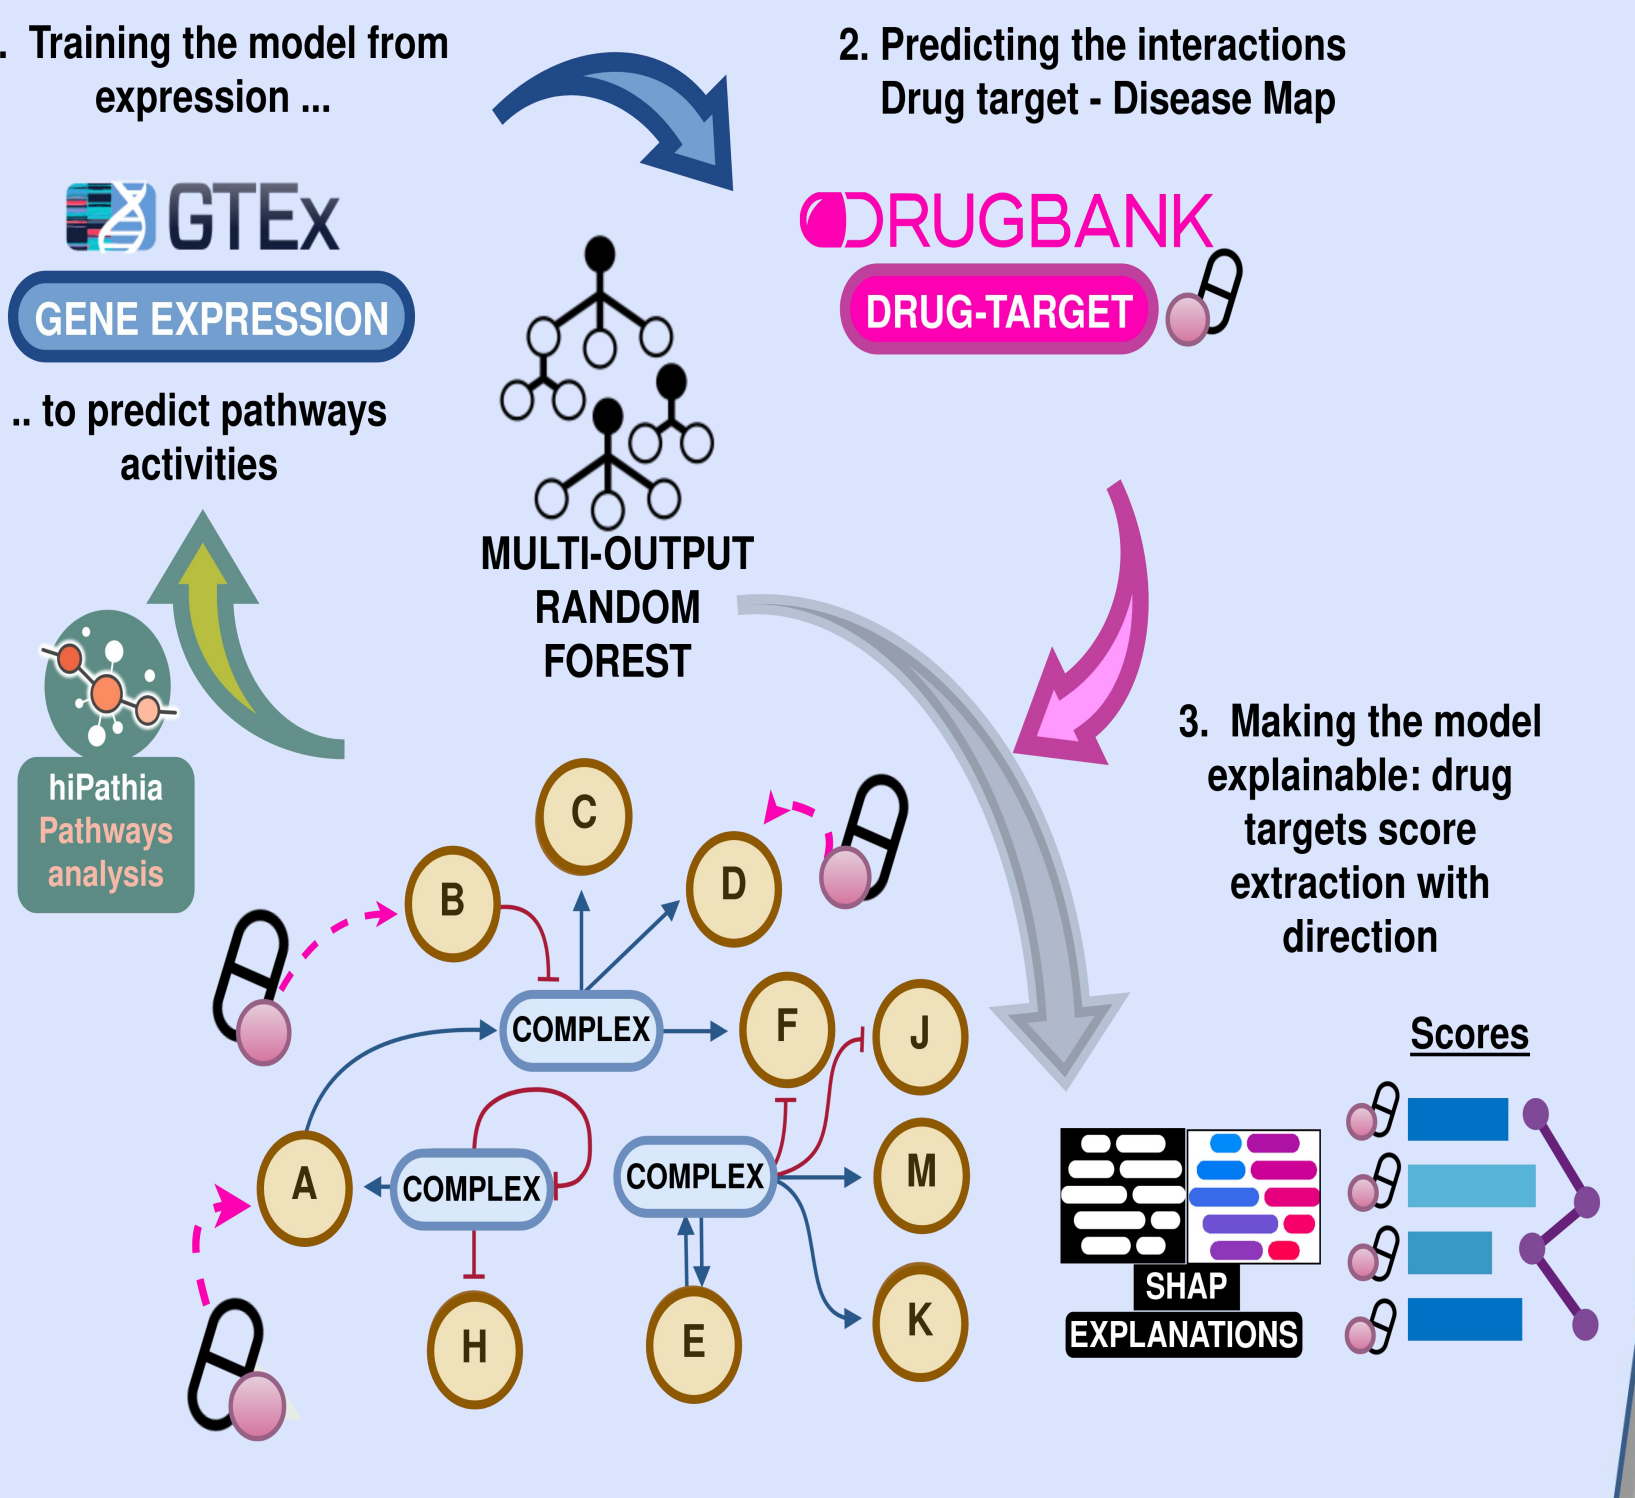 . Training the model from
expression ...
GTEx
GENE EXPRESSION
.. to predict pathways
activities
hiPathia
Pathways
analysis
MULTI-OUTPUT
RANDOM
FOREST
2. Predicting the interactions
Drug target - Disease Map
DRUGBANK
DRUG-TARGET
3. Making the model
explainable: drug
targets score
extraction with
direction
C
B
D
COMPLEX
F
J
A
COMPLEX
COMPLEX
M
H
E
K
SHAP
EXPLANATIONS
Scores